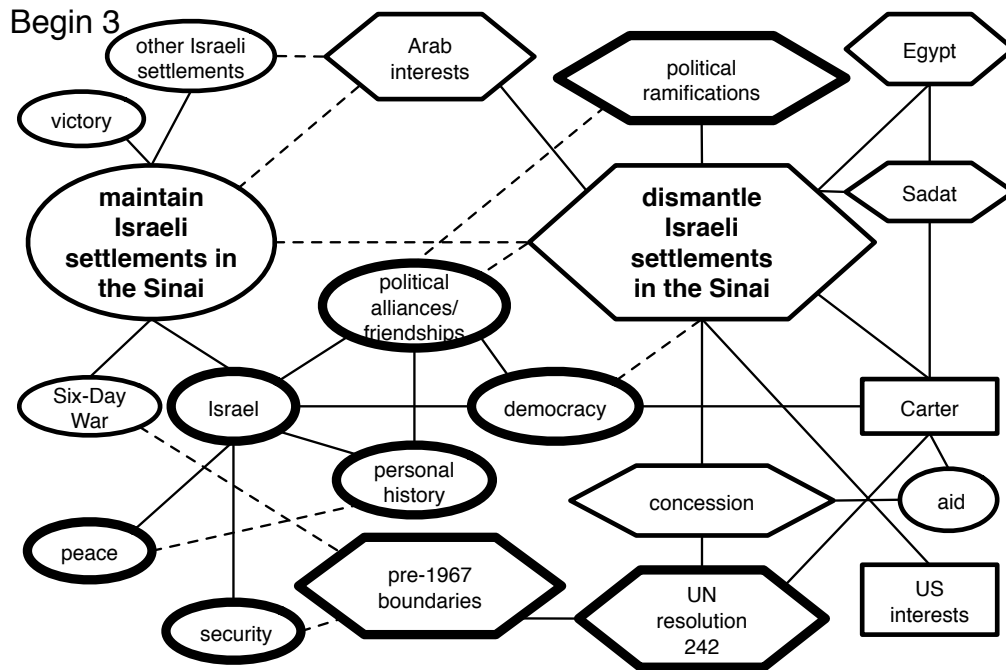 Begin 3
other Israeli
settlements
Arab
interests
political
ramifications
Egypt
victory
maintain
Israeli
settlements in
the Sinai
dismantle
Israeli
settlements
in the Sinai
Sadat
political
alliances/
friendships
Six-Day
War
Israel
democracy
Carter
personal
history
concession
aid
peace
pre-1967
boundaries
UN
resolution
242
US
interests
security